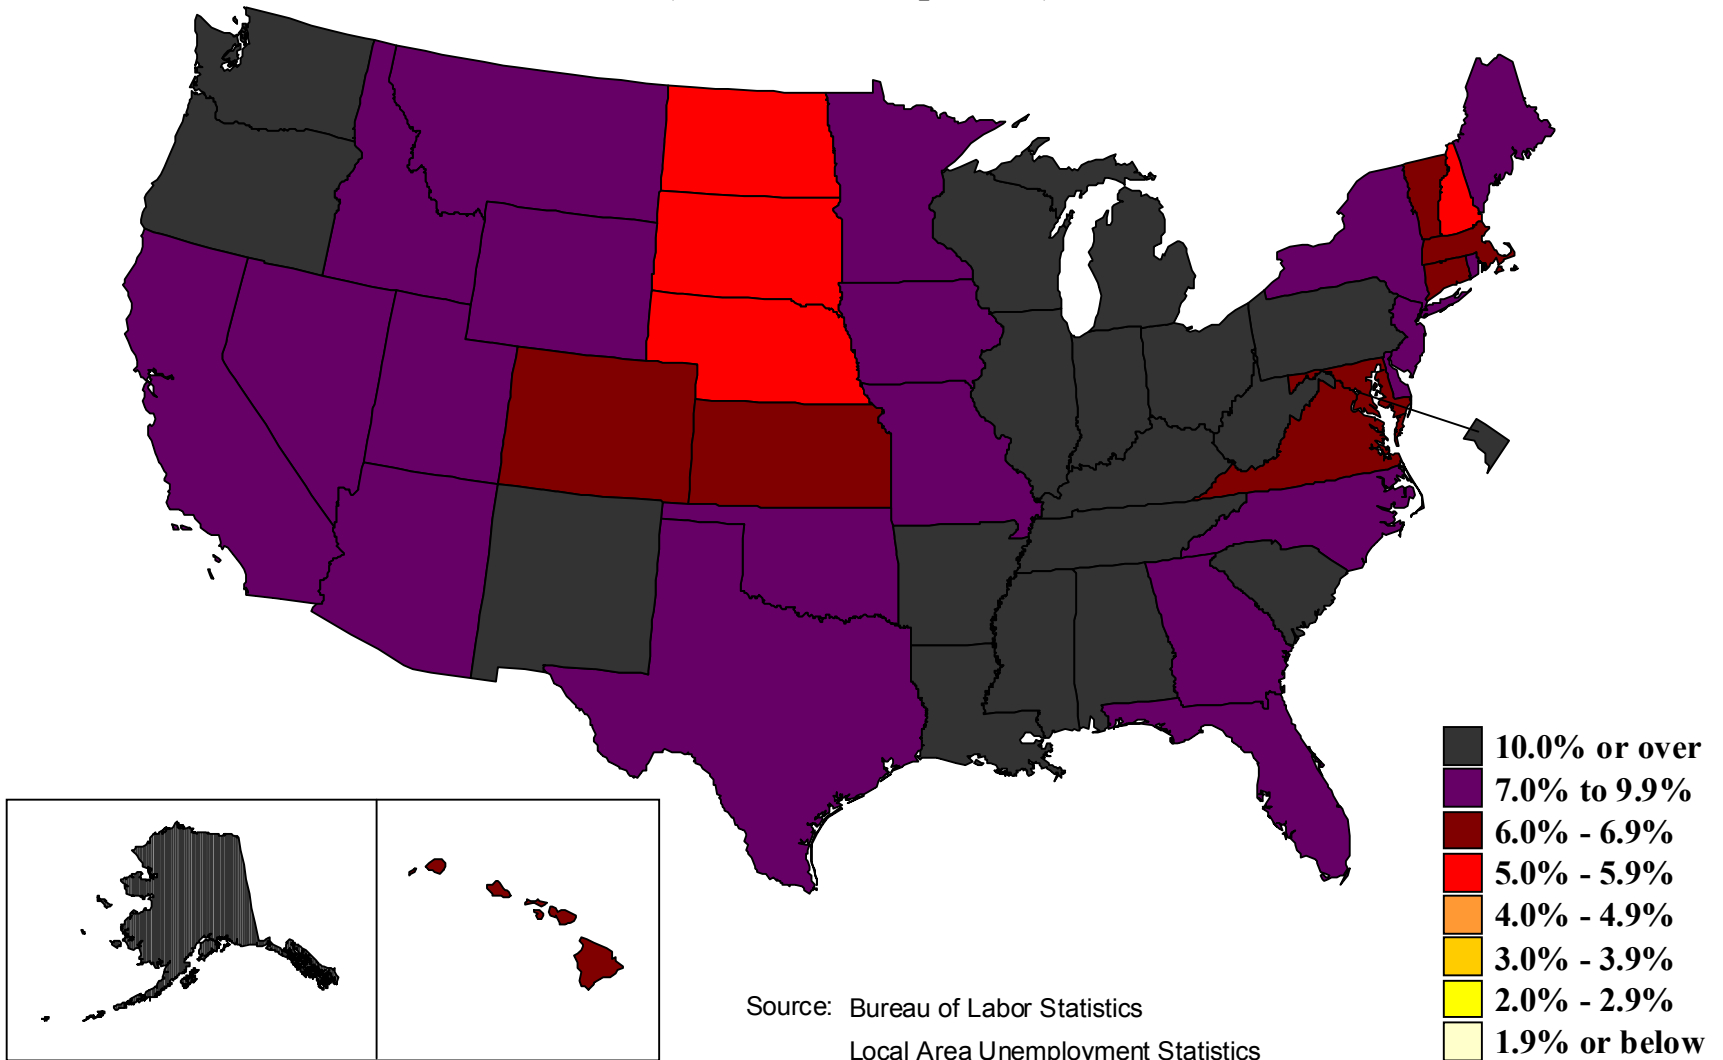 10.0% or over
7.0% to 9.9%
6.0% - 6.9%
5.0% - 5.9%
4.0% - 4.9%
3.0% - 3.9%
2.0% - 2.9%
1.9% or below
Source: Bureau of Labor Statistics
Local Area Unemployment Statistics